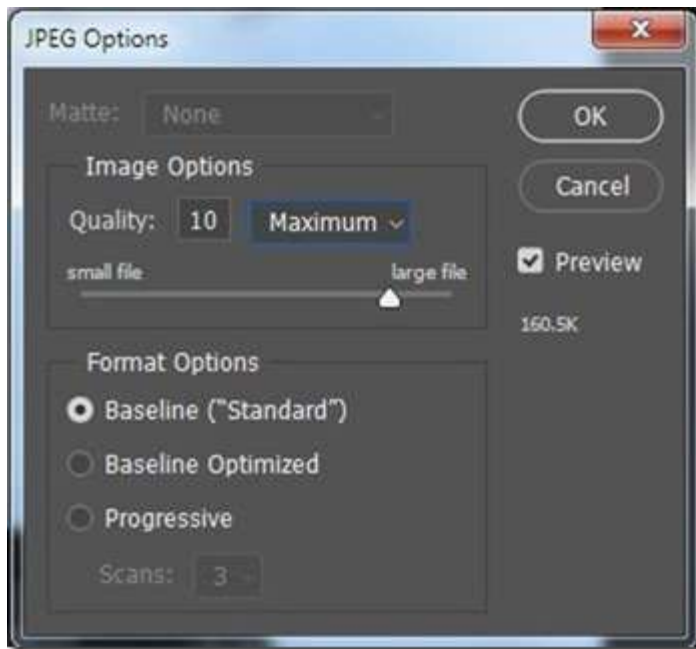 JPEG Options
Matte: None
OK
Image Options
Cancel
Quality: 10 Maximum
Preview
small file large file
160.5K
Format Options
Baseline ("Standard")
Baseline Optimized
Progressive
Scans: 3